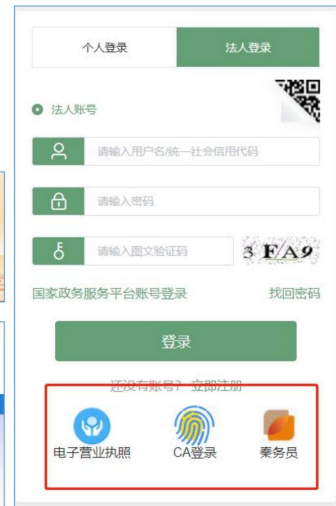 个人登录 法人登录
法人账号
请输入用户名/统一社会信用代码
请输入密码
请输入图文验证码 3FA9
国家政务服务平台账号登录 找回密码
登录
还没有账号? 立即注册
电子营业执照 CA登录 秦务员